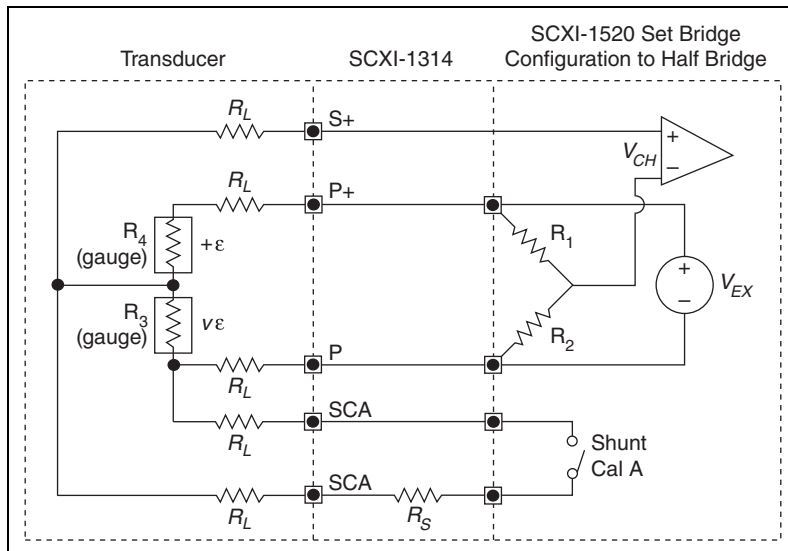 Transducer
SCXI-1314
SCXI-1520 Set Bridge
Configuration to Half Bridge
R_L
S+
V_CH
+
–
R_L
P+
R_4
(gauge)
+ε
R_1
+
–
V_EX
R_3
(gauge)
vε
R_2
P
R_L
SCA
R_L
Shunt
Cal A
SCA
R_L
R_S